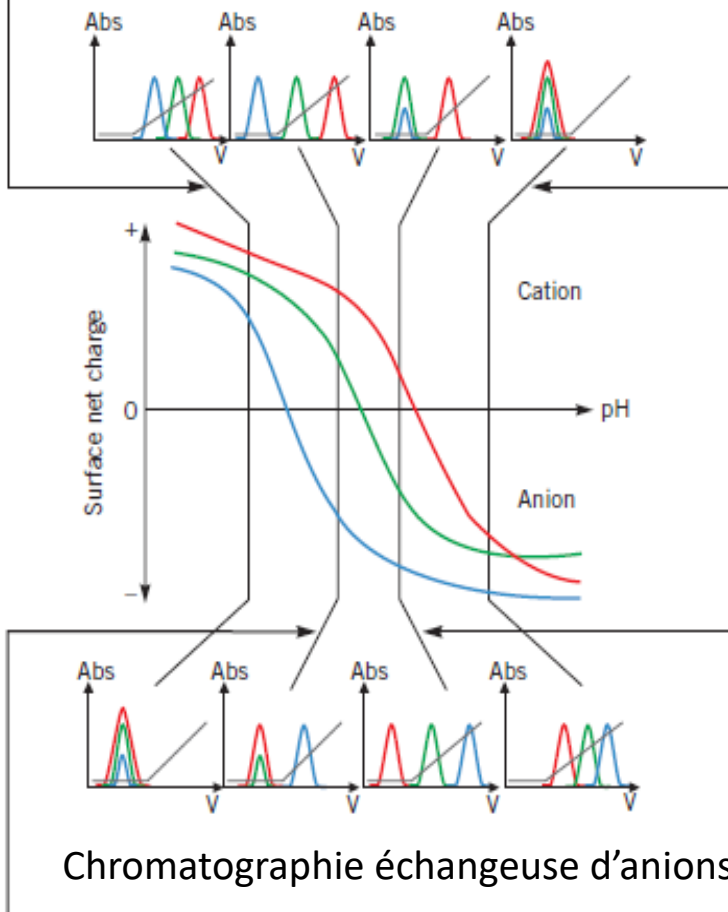 Abs Abs Abs Abs
V V V V
+
Cation
Surface net charge
0 pH
Anion
–
Abs Abs Abs Abs
V V V V
Chromatographie échangeuse d’anions